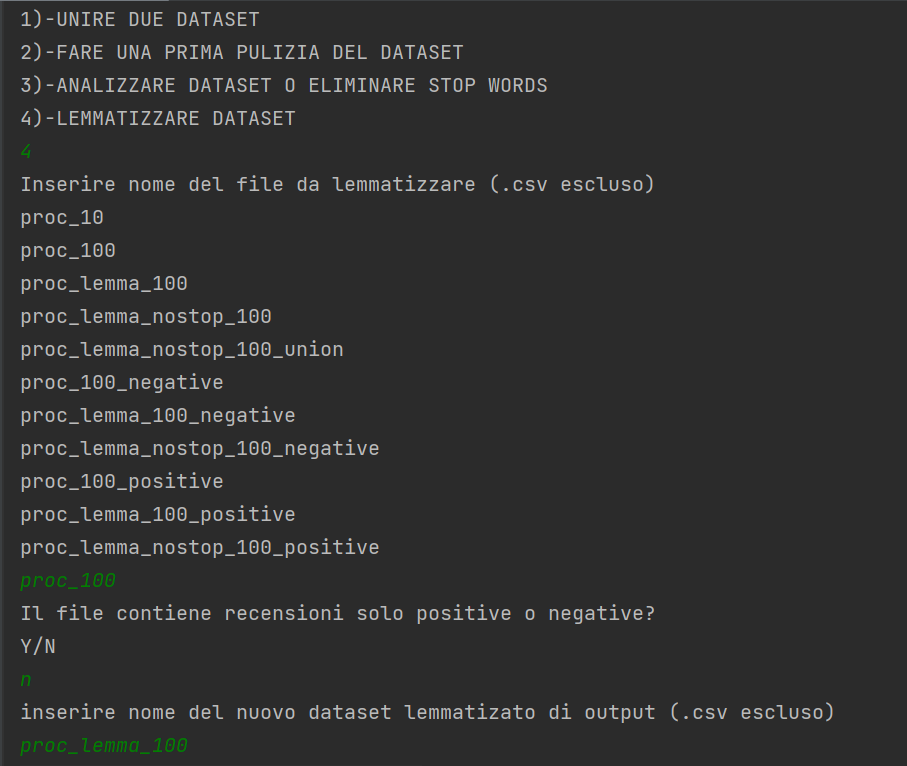 1)-UNIRE DUE DATASET
2)-FARE UNA PRIMA PULIZIA DEL DATASET
3)-ANALIZZARE DATASET O ELIMINARE STOP WORDS
4)-LEMMATIZZARE DATASET
4
Inserire nome del file da lemmatizzare (.csv escluso)
proc_10
proc_100
proc_lemma_100
proc_lemma_nostop_100
proc_lemma_nostop_100_union
proc_100_negative
proc_lemma_100_negative
proc_lemma_nostop_100_negative
proc_100_positive
proc_lemma_100_positive
proc_lemma_nostop_100_positive
proc_100
Il file contiene recensioni solo positive o negative?
Y/N
n
inserire nome del nuovo dataset lemmatizato di output (.csv escluso)
proc_lemma_100